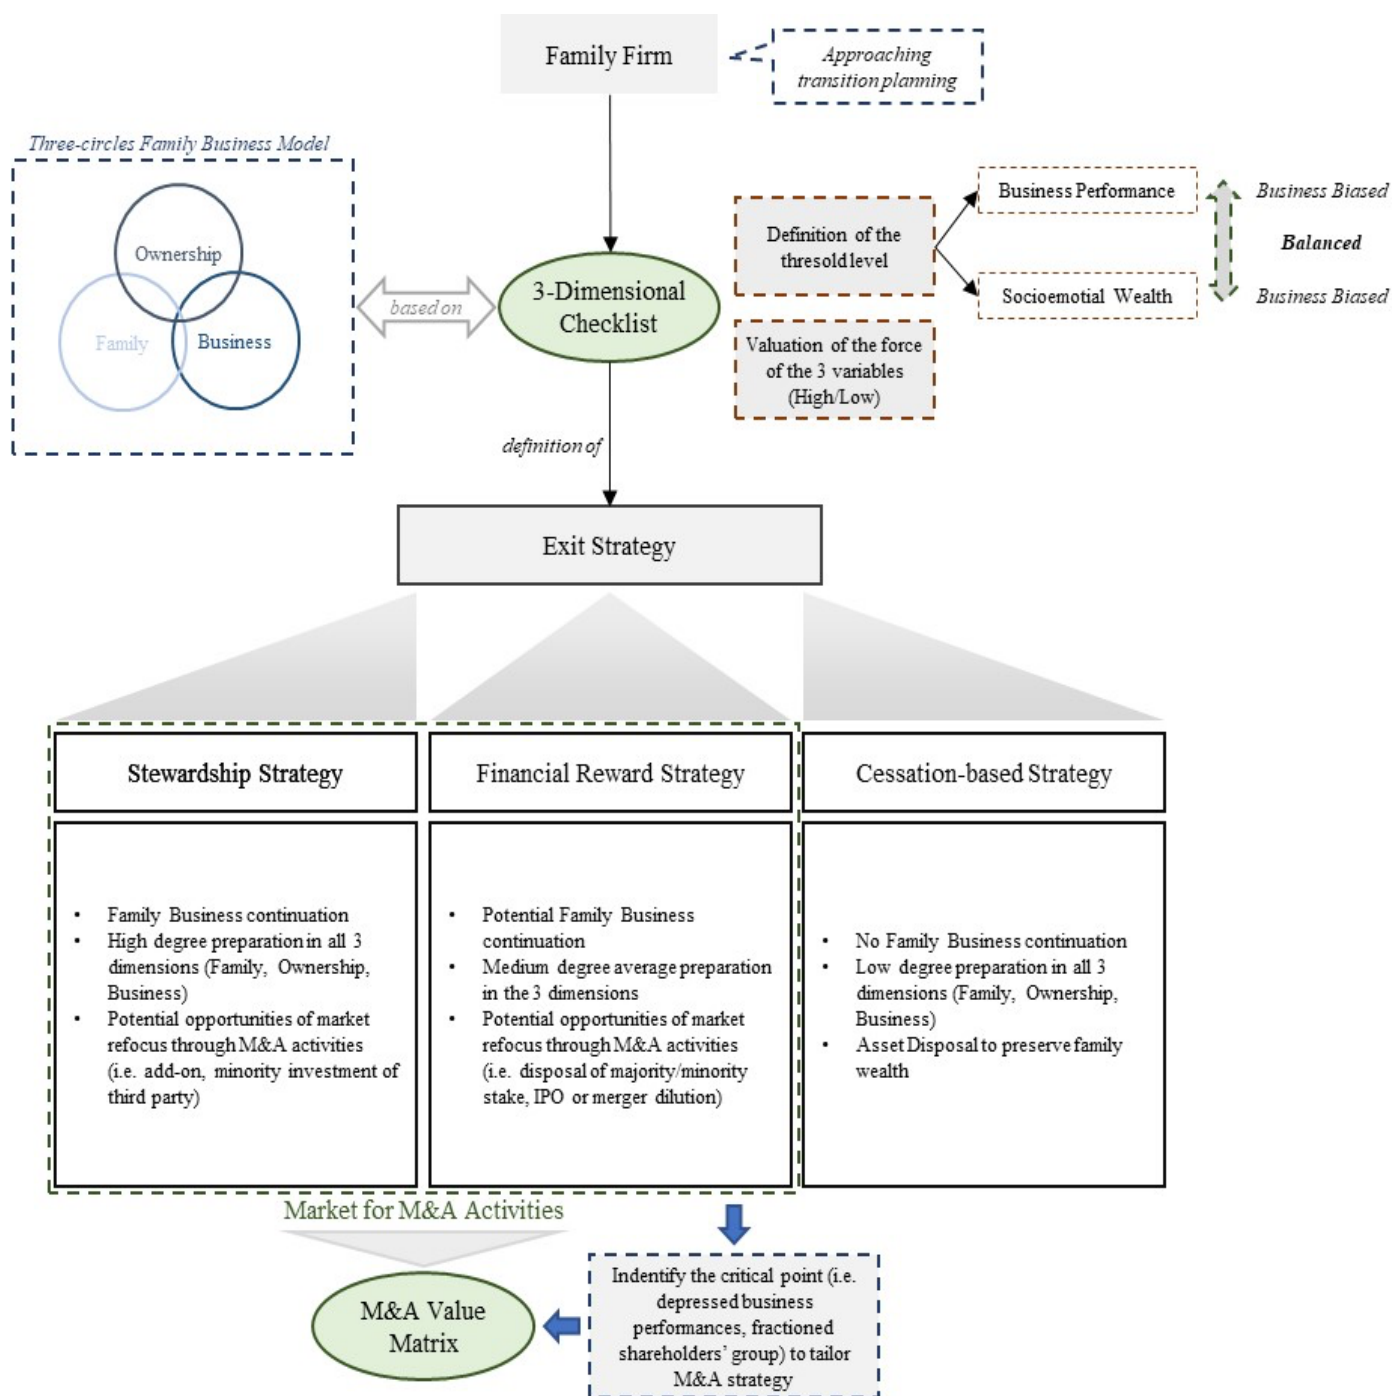 Family Firm
Approaching
transition planning
Three-circles Family Business Model
Ownership
Family
Business
based on
3-Dimensional
Checklist
Definition of the
thresold level
Valuation of the force
of the 3 variables
(High/Low)
Business Performance
Socioemotial Wealth
Business Biased
Balanced
Business Biased
definition of
Exit Strategy
Stewardship Strategy
• Family Business continuation
• High degree preparation in all 3
dimensions (Family, Ownership,
Business)
• Potential opportunities of market
refocus through M&A activities
(i.e. add-on, minority investment of
third party)
Financial Reward Strategy
• Potential Family Business
continuation
• Medium degree average preparation
in the 3 dimensions
• Potential opportunities of market
refocus through M&A activities
(i.e. disposal of majority/minority
stake, IPO or merger dilution)
Cessation-based Strategy
• No Family Business continuation
• Low degree preparation in all 3
dimensions (Family, Ownership,
Business)
• Asset Disposal to preserve family
wealth
Market for M&A Activities
M&A Value
Matrix
Indentify the critical point (i.e.
depressed business
performances, fractioned
shareholders' group) to tailor
M&A strategy